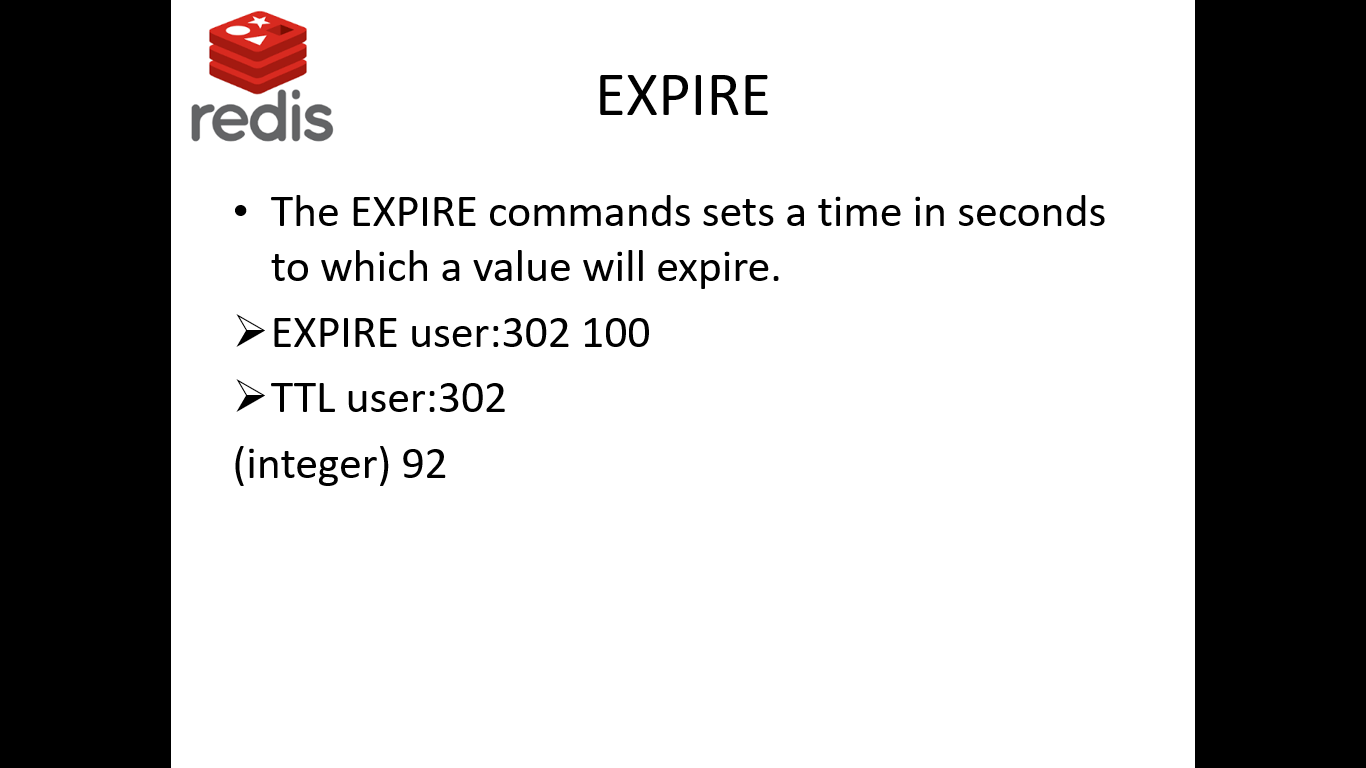 redis
EXPIRE
• The EXPIRE commands sets a time in seconds
to which a value will expire.
➢EXPIRE user:302 100
➢TTL user:302
(integer) 92